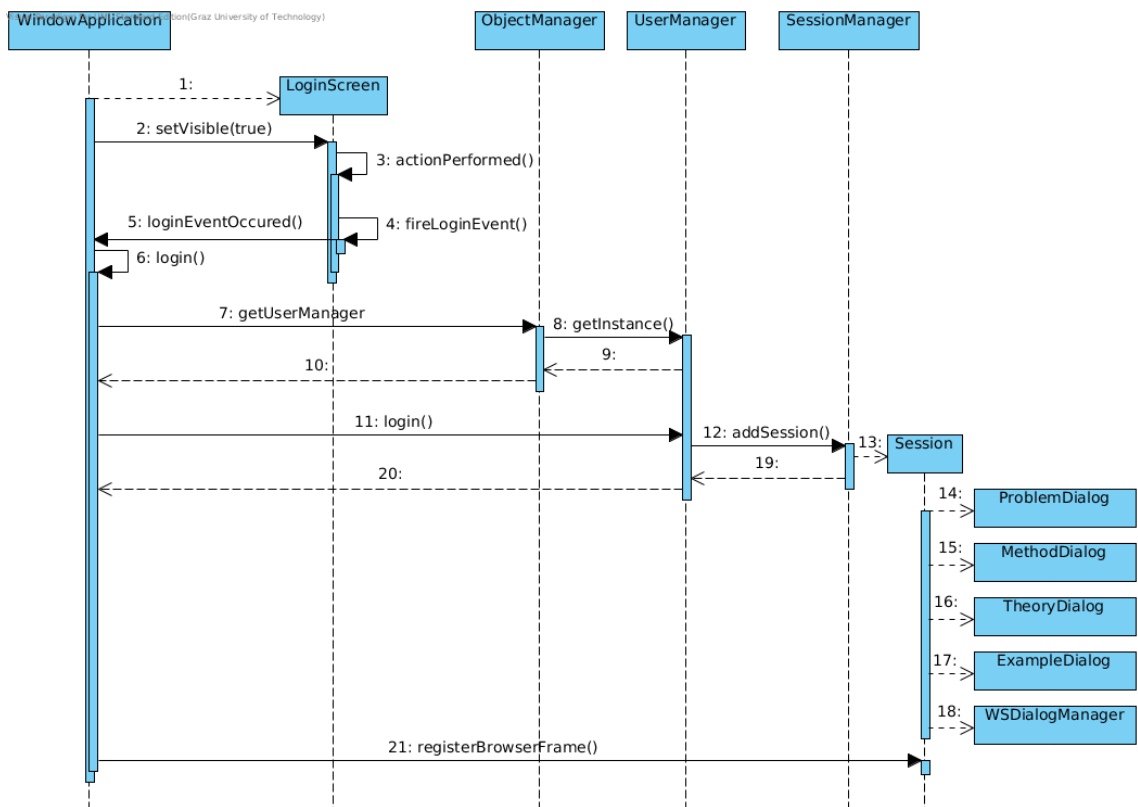 Edition(Graz University of Technology)
WindowApplication
ObjectManager
UserManager
SessionManager
1:
LoginScreen
2: setVisible(true)
3: actionPerformed()
5: loginEventOccured()
4: fireLoginEvent()
6: login()
7: getUserManager
8: getInstance()
9:
10:
11: login()
12: addSession()
13:
Session
19:
20:
14:
ProblemDialog
15:
MethodDialog
16:
TheoryDialog
17:
ExampleDialog
18:
WSDialogManager
21: registerBrowserFrame()